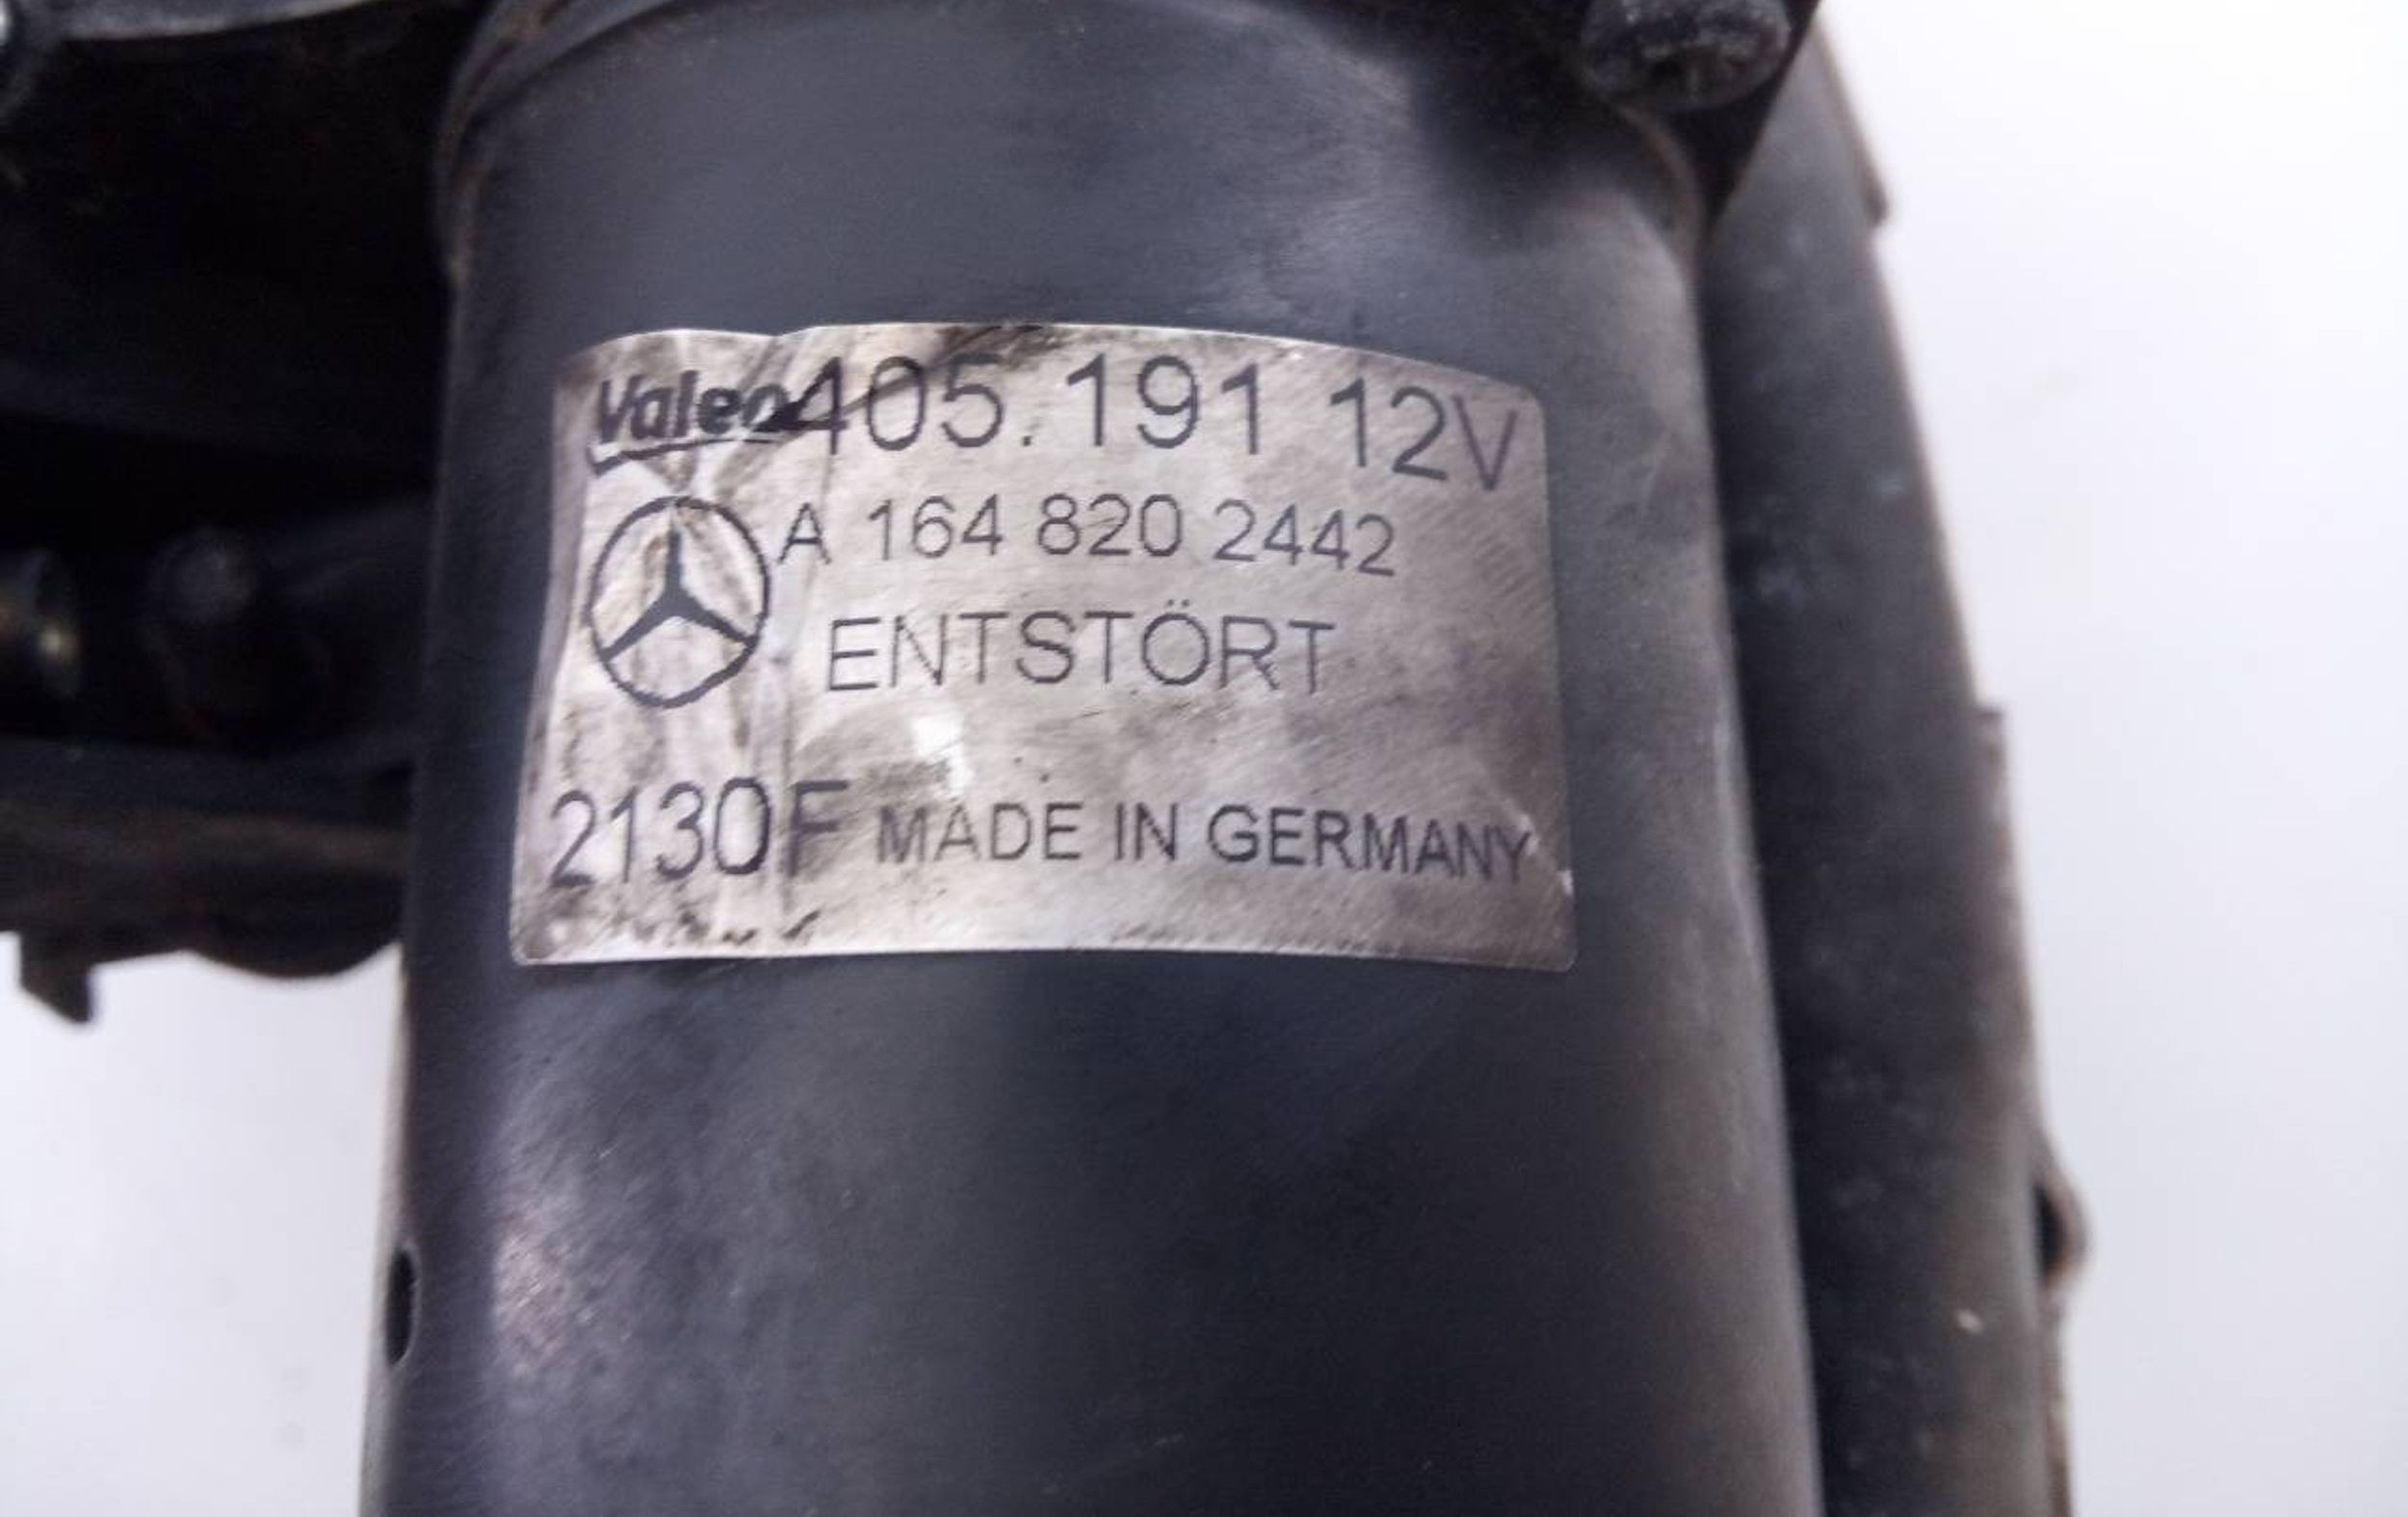 Valeo 405.191 12V
A 164 820 2442
ENTSTÖRT
2130F MADE IN GERMANY